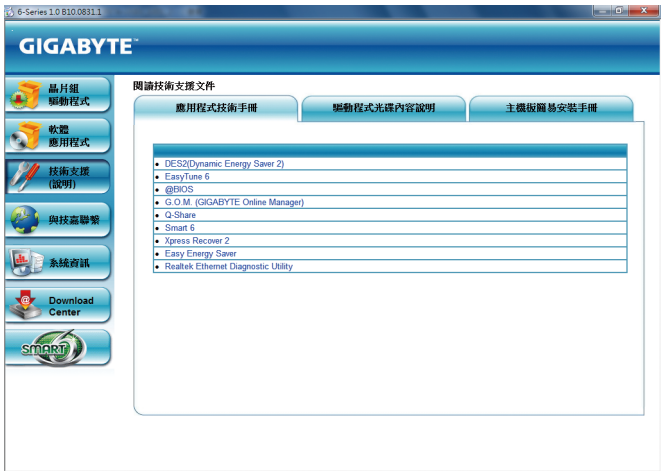 6-Series 1.0 B10.0831.1
GIGABYTE™
晶片組
驅動程式
軟體
應用程式
技術支援
(說明)
與技嘉聯繫
系統資訊
Download
Center
SMART 6
閱讀技術支援文件
應用程式技術手冊
驅動程式光碟內容說明
主機板簡易安裝手冊
• DES2(Dynamic Energy Saver 2)
• EasyTune 6
• @BIOS
• G.O.M. (GIGABYTE Online Manager)
• Q-Share
• Smart 6
• Xpress Recover 2
• Easy Energy Saver
• Realtek Ethernet Diagnostic Utility